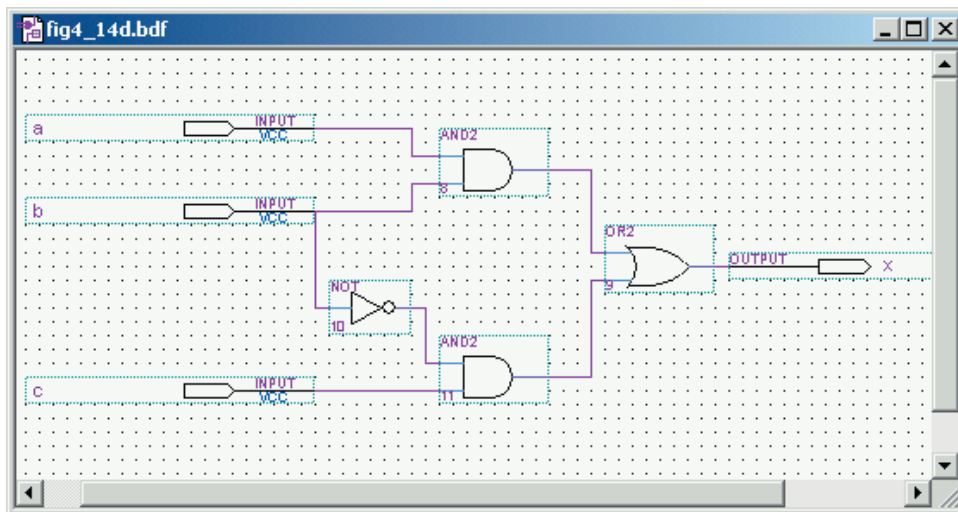 fig4_14d.bdf
a
INPUT
VCC
AND2
8
b
INPUT
VCC
OR2
9
OUTPUT
X
NOT
10
AND2
11
c
INPUT
VCC